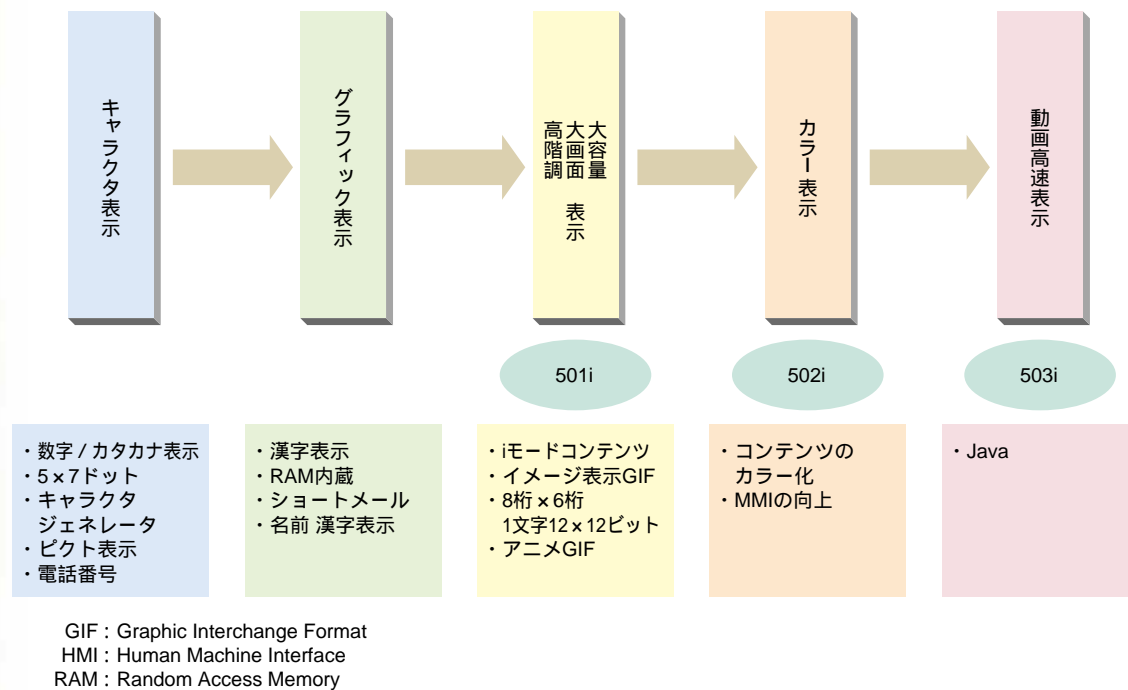 キャラクタ表示
グラフィック表示
大容量
大画面 表示
高階調
カラー表示
動画高速表示
501i
502i
503i
・数字 / カタカナ表示
・5×7ドット
・キャラクタ
ジェネレータ
・ピクト表示
・電話番号
・漢字表示
・RAM内蔵
・ショートメール
・名前 漢字表示
・iモードコンテンツ
・イメージ表示GIF
・8桁×6桁
1文字12×12ビット
・アニメGIF
・コンテンツの
カラー化
・MMIの向上
・Java
GIF : Graphic Interchange Format
HMI : Human Machine Interface
RAM : Random Access Memory